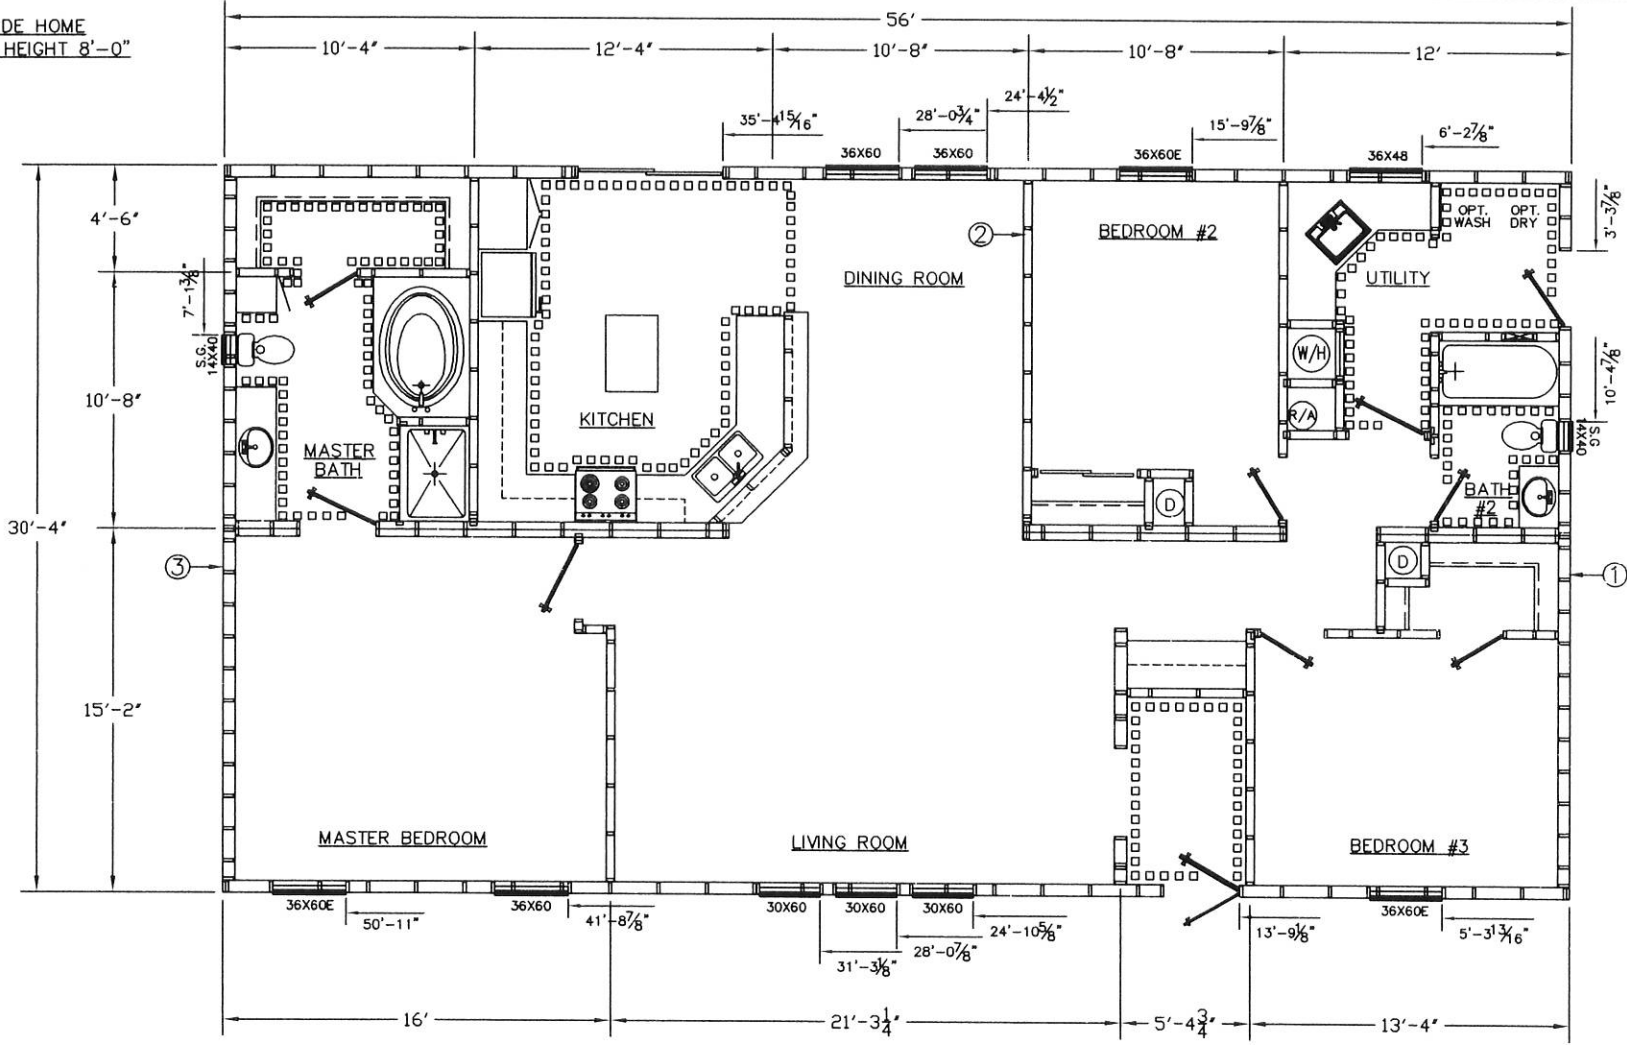 DE HOME
HEIGHT 8'-0"
56'
10'-4" 12'-4" 10'-8" 10'-8" 12'
35'-4 15/16" 28'-0 3/4" 24'-4 1/2" 15'-9 7/8" 6'-2 7/8"
36X60 36X60 36X60E 36X48
4'-6"
3'-3 7/8"
OPT. WASH
OPT. DRY
2
BEDROOM #2
DINING ROOM
UTILITY
7'-1 3/8"
S.G.
14X40
W/H
10'-8"
10'-4 7/8"
R/A
KITCHEN
S.G
14X40
MASTER
BATH
BATH
#2
D
30'-4"
3
D
1
15'-2"
MASTER BEDROOM
LIVING ROOM
BEDROOM #3
36X60E 36X60 30X60 30X60 30X60 36X60E
50'-11" 41'-8 7/8" 24'-10 5/8" 13'-9 1/8" 5'-3 13/16"
28'-0 7/8"
31'-3 1/8"
16' 21'-3 1/4" 5'-4 3/4" 13'-4"